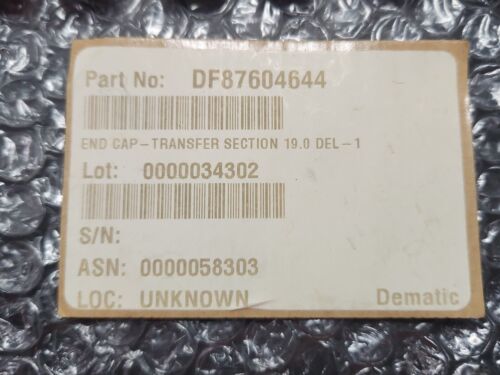 Part No: DF87604644
END CAP-TRANSFER SECTION 19.0 DEL-1
Lot: 0000034302
S/N:
ASN: 0000058303
LOC: UNKNOWN Dematic